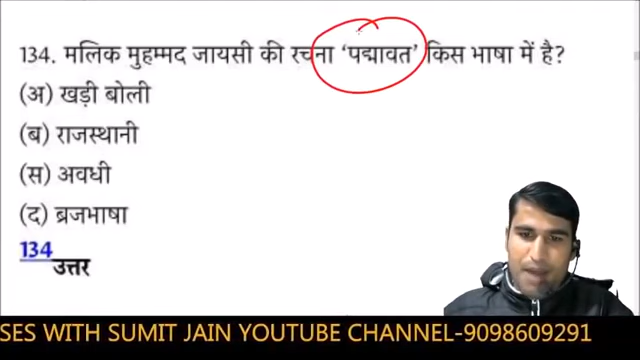 134. मलिक मुहम्मद जायसी की रचना ‘पद्मावत’ किस भाषा में है?
(अ) खड़ी बोली
(ब) राजस्थानी
(स) अवधी
(द) ब्रजभाषा
134
उत्तर
SES WITH SUMIT JAIN YOUTUBE CHANNEL-9098609291